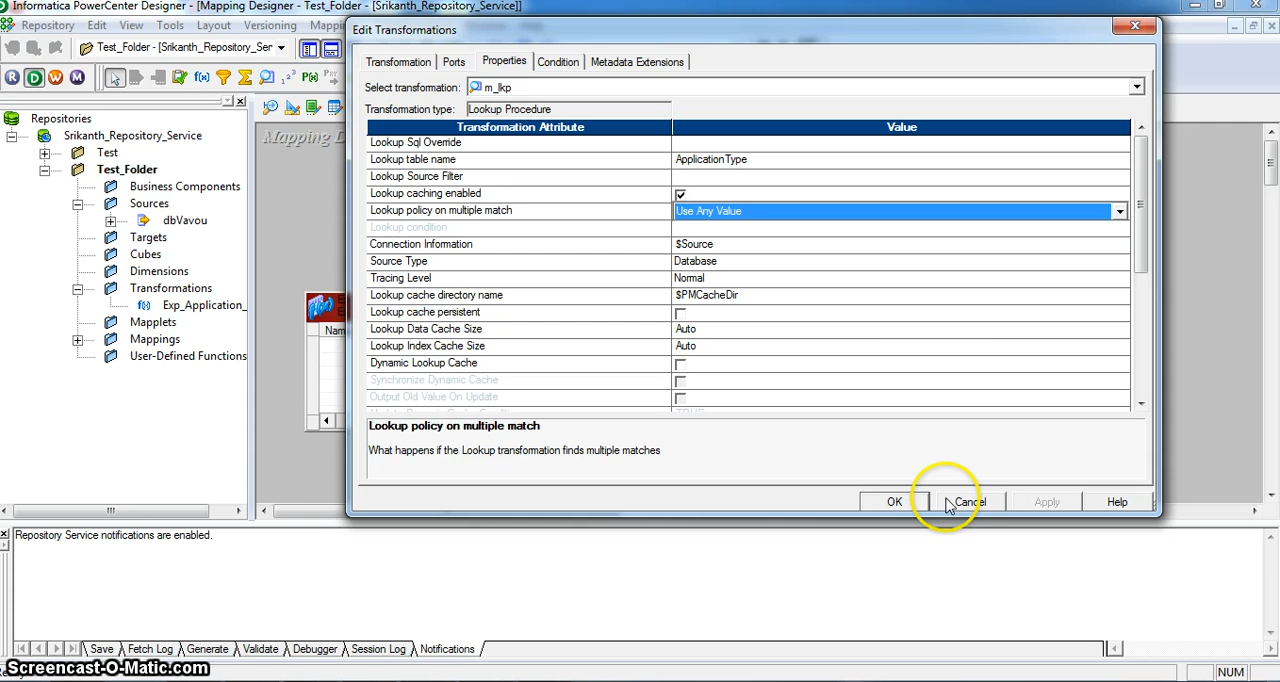 Informatica PowerCenter Designer - [Mapping Designer - Test_Folder - [Srikanth_Repository_Service]]
Repository Edit View Tools Layout Versioning Mapp
Test_Folder - [Srikanth_Repository_Ser
R D W M f(x) Σ P(x)
Repositories
Srikanth_Repository_Service
Test
Test_Folder
Business Components
Sources
dbVavou
Targets
Cubes
Dimensions
Transformations
f(x) Exp_Application_
Mapplets
Mappings
User-Defined Functions
Mapping D
f(x)
Nam
Edit Transformations
Transformation Ports Properties Condition Metadata Extensions
Select transformation: m_lkp
Transformation type: Lookup Procedure
Transformation Attribute Value
Lookup Sql Override
Lookup table name ApplicationType
Lookup Source Filter
Lookup caching enabled
Lookup policy on multiple match Use Any Value
Lookup condition
Connection Information $Source
Source Type Database
Tracing Level Normal
Lookup cache directory name $PMCacheDir
Lookup cache persistent
Lookup Data Cache Size Auto
Lookup Index Cache Size Auto
Dynamic Lookup Cache
Synchronize Dynamic Cache
Output Old Value On Update
TRUE
Lookup policy on multiple match
What happens if the Lookup transformation finds multiple matches
OK Cancel Apply Help
Repository Service notifications are enabled.
Save Fetch Log Generate Validate Debugger Session Log Notifications
Screencast-O-Matic.com
NUM